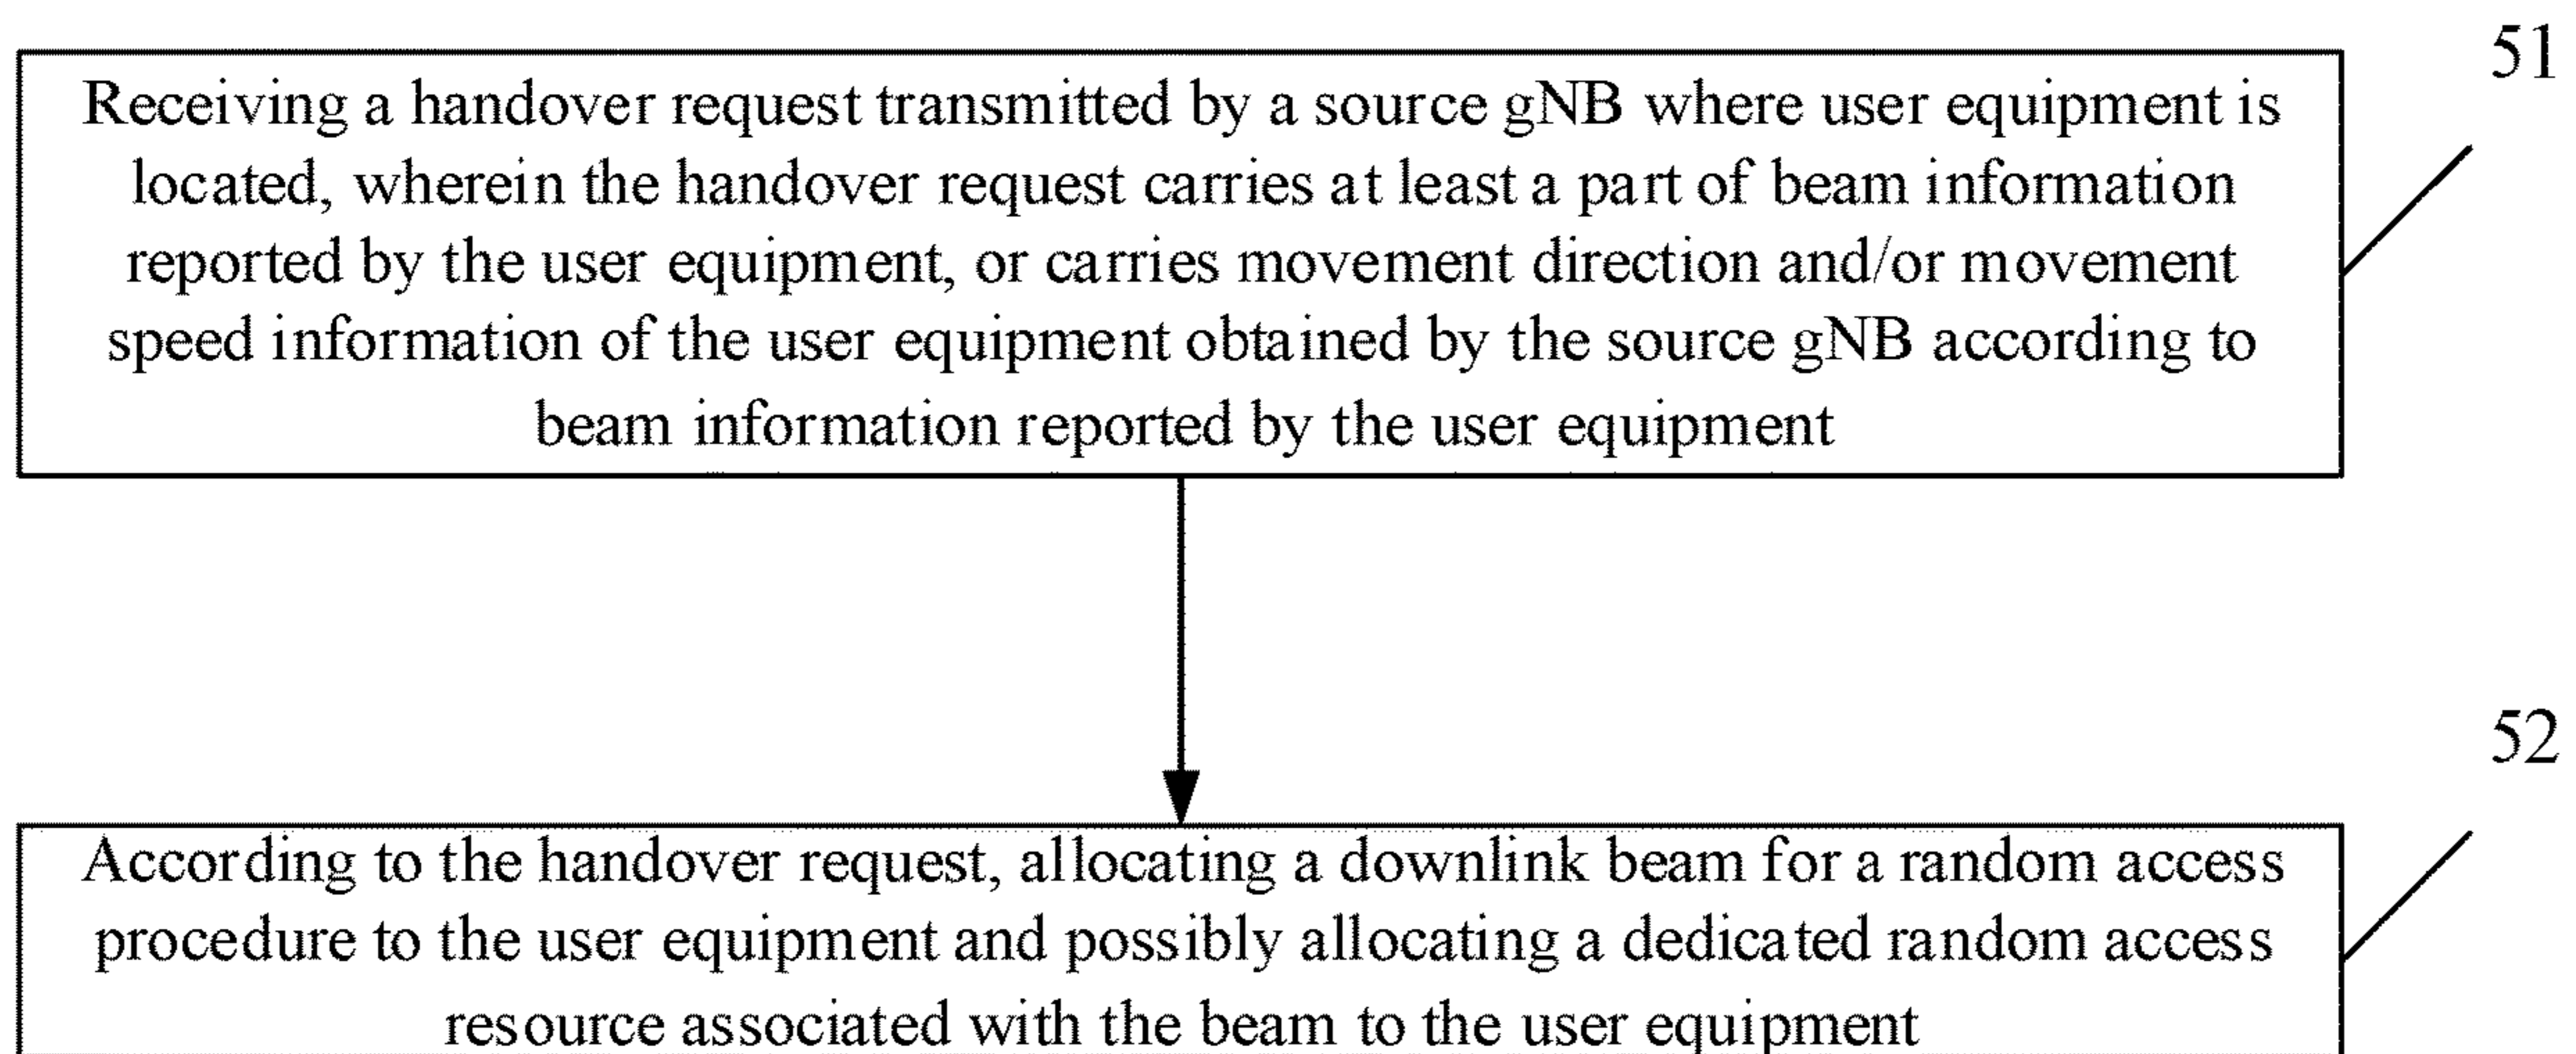 51
Receiving a handover request transmitted by a source gNB where user equipment is
located, wherein the handover request carries at least a part of beam information
reported by the user equipment, or carries movement direction and/or movement
speed information of the user equipment obtained by the source gNB according to
beam information reported by the user equipment
52
According to the handover request, allocating a downlink beam for a random access
procedure to the user equipment and possibly allocating a dedicated random access
resource associated with the beam to the user equipment